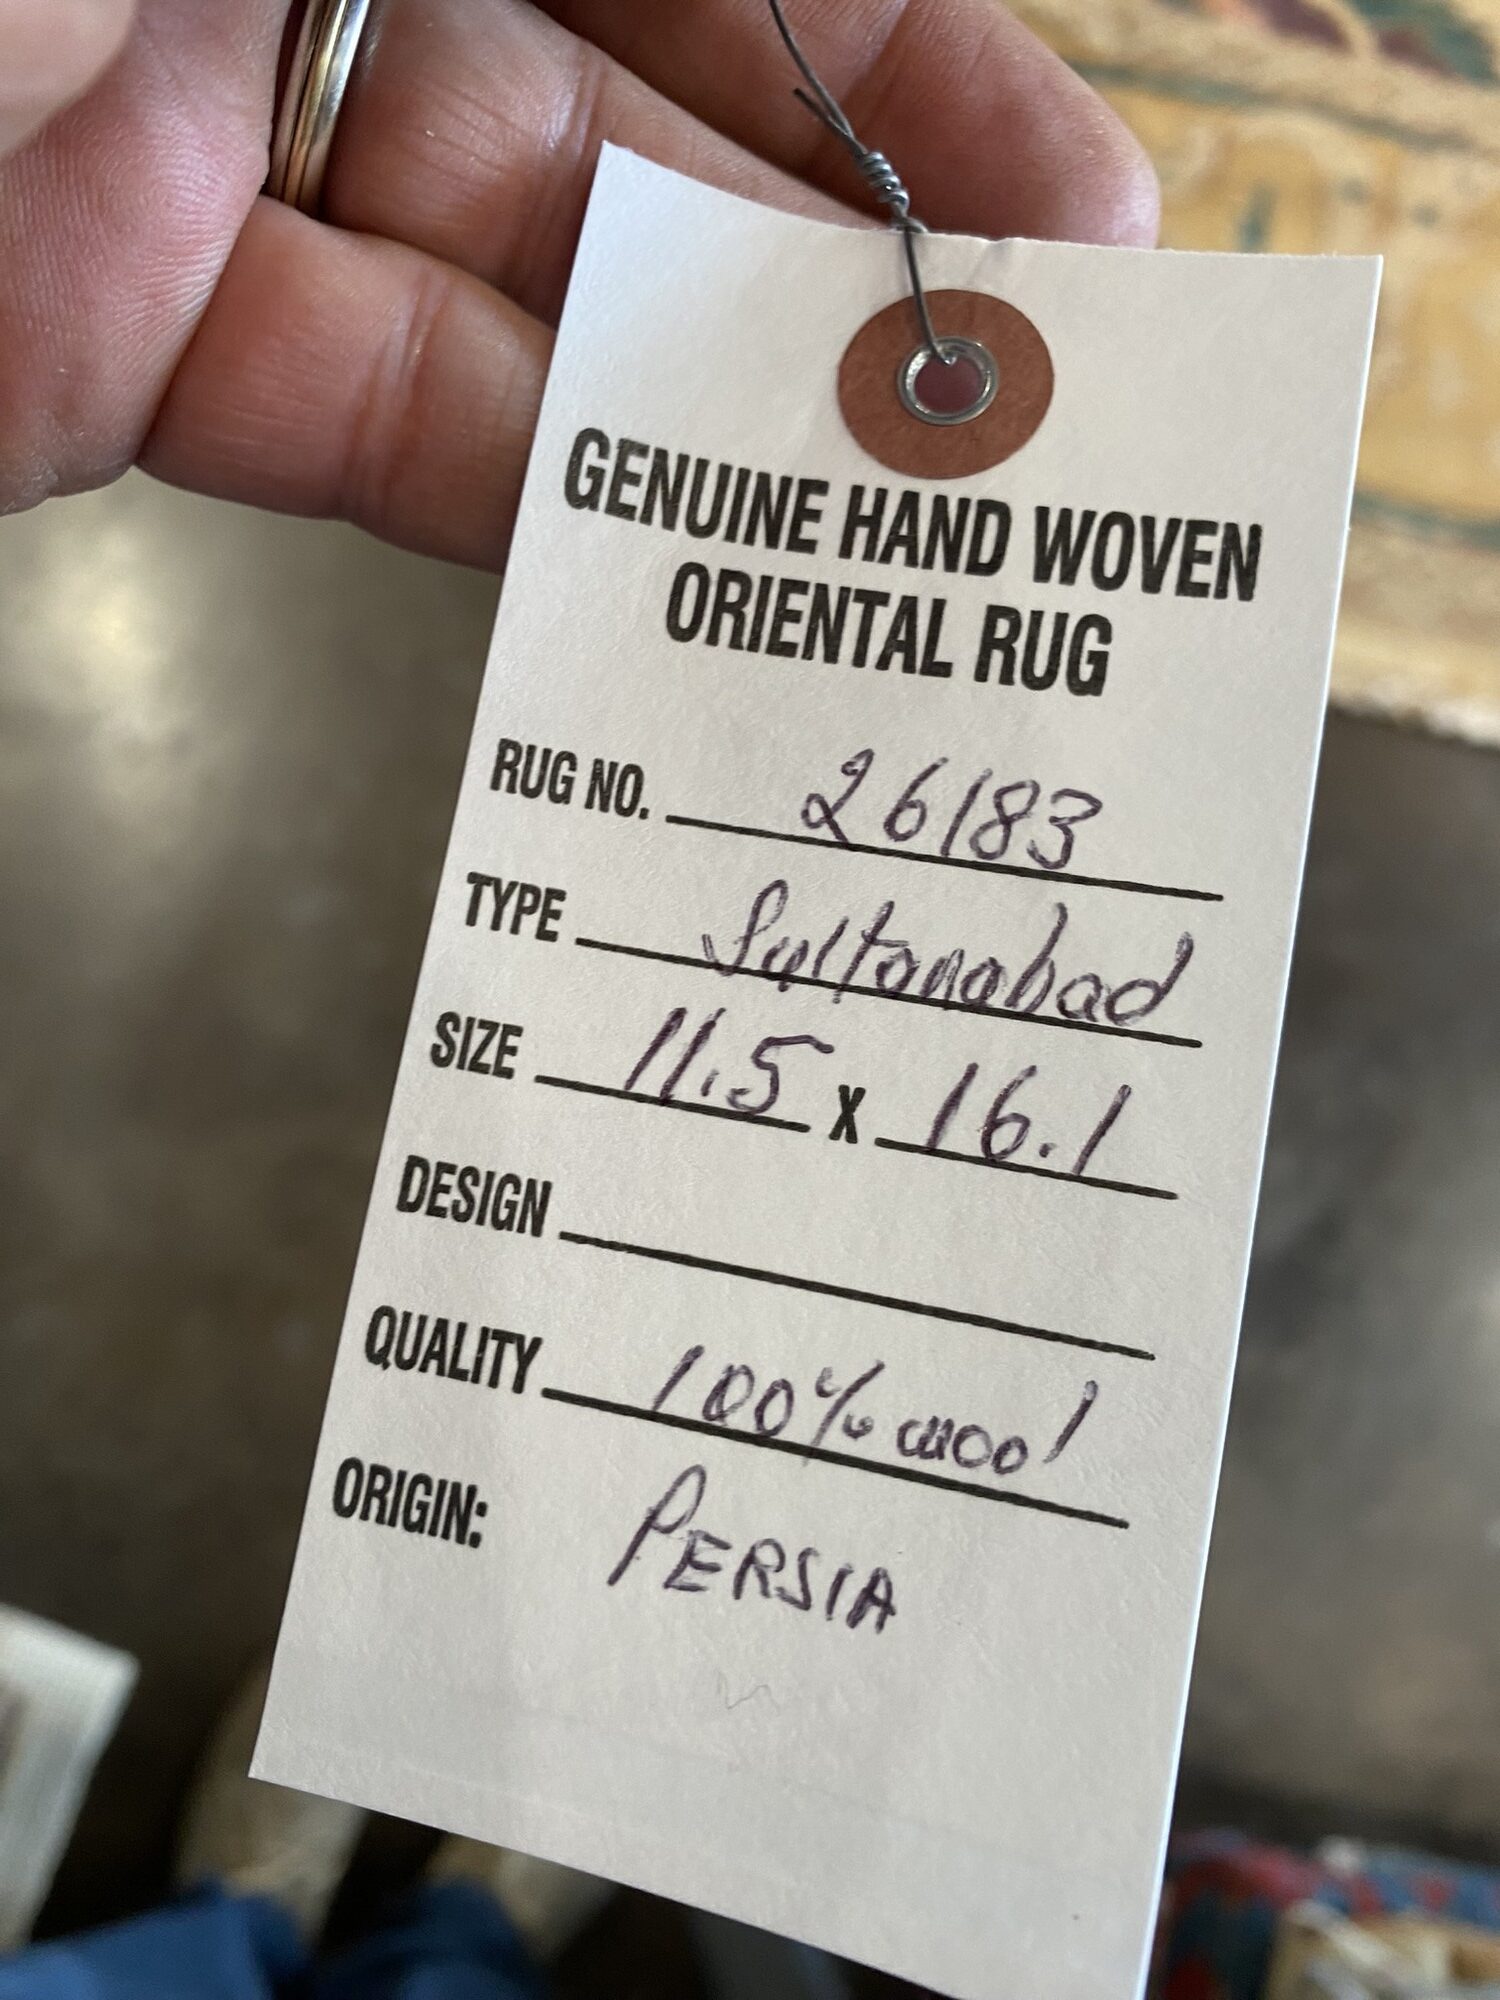 GENUINE HAND WOVEN
ORIENTAL RUG
RUG NO. 26183
TYPE Sultanabad
SIZE 11.5 X 16.1
DESIGN
QUALITY 100% wool
ORIGIN: PERSIA